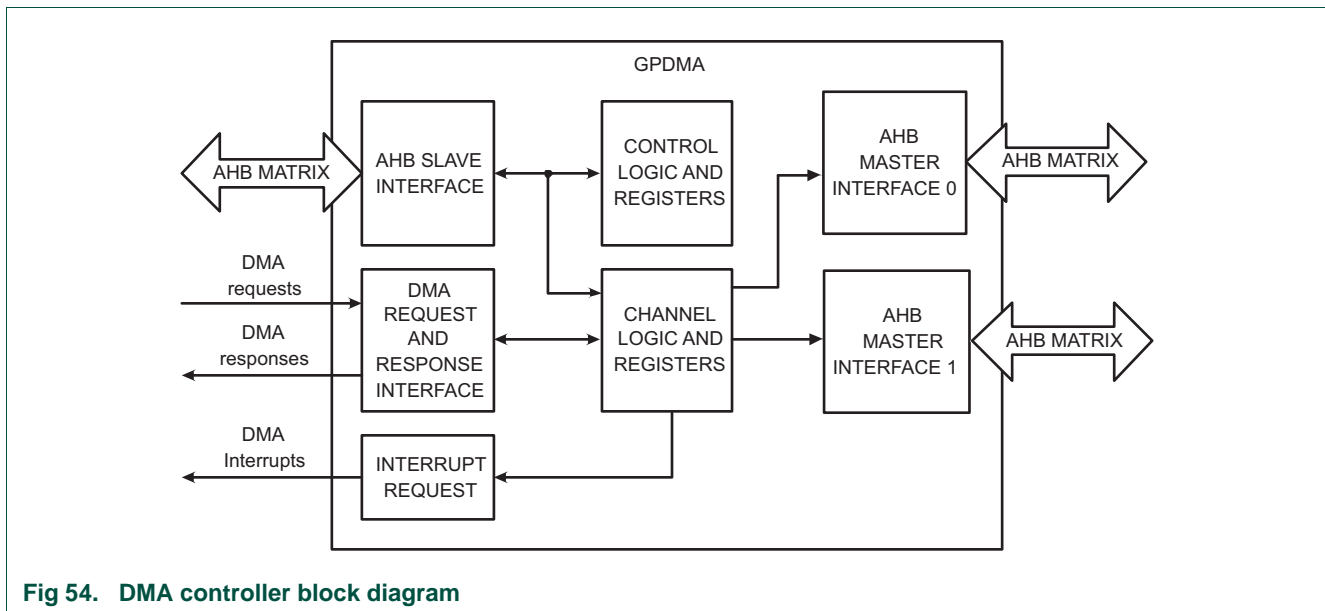 GPDMA
AHB MATRIX
AHB SLAVE
INTERFACE
CONTROL
LOGIC AND
REGISTERS
AHB
MASTER
INTERFACE 0
AHB MATRIX
DMA
requests
DMA
responses
DMA
REQUEST
AND
RESPONSE
INTERFACE
CHANNEL
LOGIC AND
REGISTERS
AHB
MASTER
INTERFACE 1
AHB MATRIX
DMA
Interrupts
INTERRUPT
REQUEST
Fig 54. DMA controller block diagram